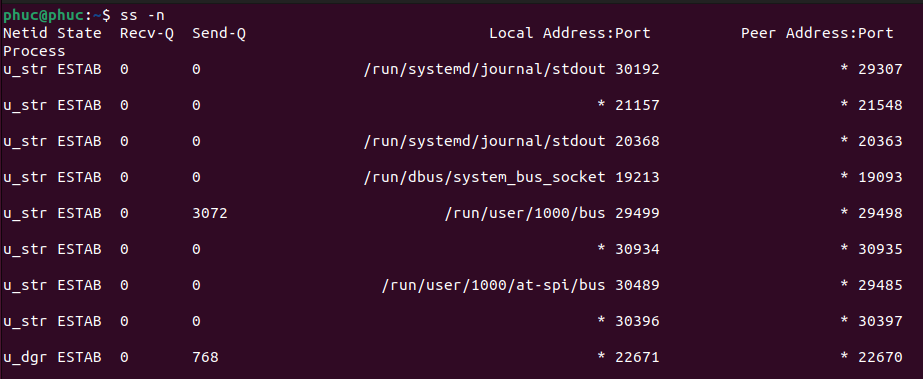 phuc@phuc:~$ ss -n
Netid State Recv-Q Send-Q Local Address:Port Peer Address:Port
Process
u_str ESTAB 0 0 /run/systemd/journal/stdout 30192 * 29307
u_str ESTAB 0 0 * 21157 * 21548
u_str ESTAB 0 0 /run/systemd/journal/stdout 20368 * 20363
u_str ESTAB 0 0 /run/dbus/system_bus_socket 19213 * 19093
u_str ESTAB 0 3072 /run/user/1000/bus 29499 * 29498
u_str ESTAB 0 0 * 30934 * 30935
u_str ESTAB 0 0 /run/user/1000/at-spi/bus 30489 * 29485
u_str ESTAB 0 0 * 30396 * 30397
u_dgr ESTAB 0 768 * 22671 * 22670